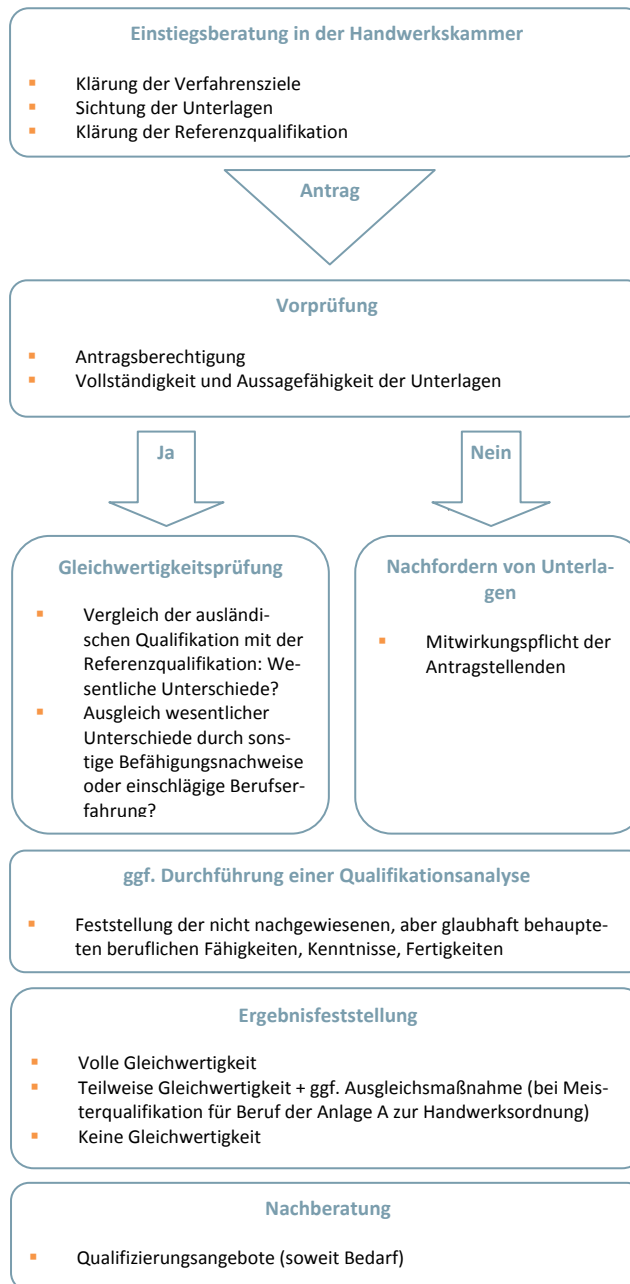 Einstiegsberatung in der Handwerkskammer
▪ Klärung der Verfahrensziele
▪ Sichtung der Unterlagen
▪ Klärung der Referenzqualifikation
Antrag
Vorprüfung
▪ Antragsberechtigung
▪ Vollständigkeit und Aussagefähigkeit der Unterlagen
Ja
Nein
Gleichwertigkeitsprüfung
▪ Vergleich der ausländi-
schen Qualifikation mit der
Referenzqualifikation: We-
sentliche Unterschiede?
▪ Ausgleich wesentlicher
Unterschiede durch sons-
tige Befähigungsnachweise
oder einschlägige Berufser-
fahrung?
Nachfordern von Unterla-
gen
▪ Mitwirkungspflicht der
Antragstellenden
ggf. Durchführung einer Qualifikationsanalyse
▪ Feststellung der nicht nachgewiesenen, aber glaubhaft behaupte-
ten beruflichen Fähigkeiten, Kenntnisse, Fertigkeiten
Ergebnisfeststellung
▪ Volle Gleichwertigkeit
▪ Teilweise Gleichwertigkeit + ggf. Ausgleichsmaßnahme (bei Meis-
terqualifikation für Beruf der Anlage A zur Handwerksordnung)
▪ Keine Gleichwertigkeit
Nachberatung
▪ Qualifizierungsangebote (soweit Bedarf)